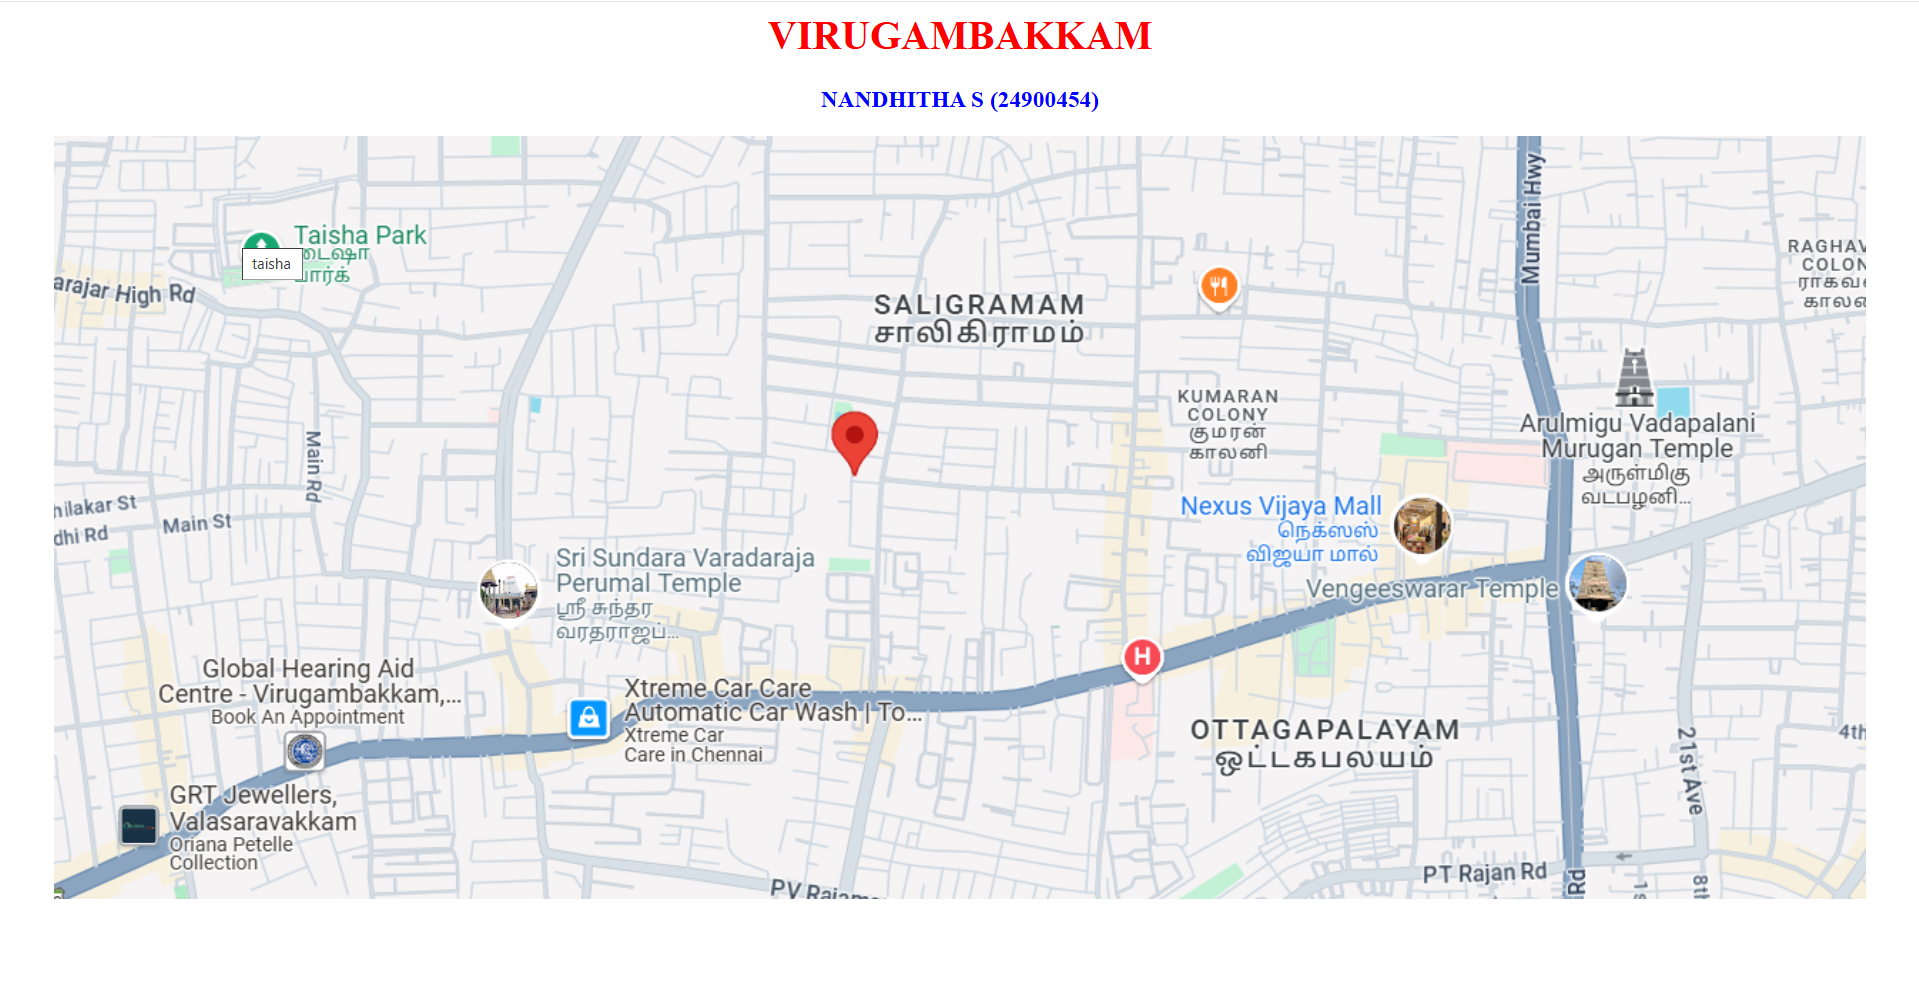 VIRUGAMBAKKAM
NANDHITHA S (24900454)
Mumbai Hwy
Taisha Park
taisha
பார்க்
arajar High Rd
RAGHAV
COLON
ராகவ
கால
SALIGRAMAM
சாலிகிராமம்
KUMARAN
COLONY
குமரன்
காலனி
Arulmigu Vadapalani
Murugan Temple
அருள்மிகு
வடபழனி...
Main Rd
hilakar St
dhi Rd
Main St
Nexus Vijaya Mall
நெக்ஸஸ்
விஜயா மால்
Vengeeswarar Temple
Sri Sundara Varadaraja
Perumal Temple
ஸ்ரீ சுந்தர
வரதராஜப்...
H
Global Hearing Aid
Centre - Virugambakkam,...
Book An Appointment
Xtreme Car Care
Automatic Car Wash | To...
Xtreme Car
Care in Chennai
OTTAGAPALAYAM
ஒட்டகபலயம்
4th
21st Ave
GRT Jewellers,
Valasaravakkam
Oriana Petelle
Collection
PV Rajam
PT Rajan Rd
Rd
8th